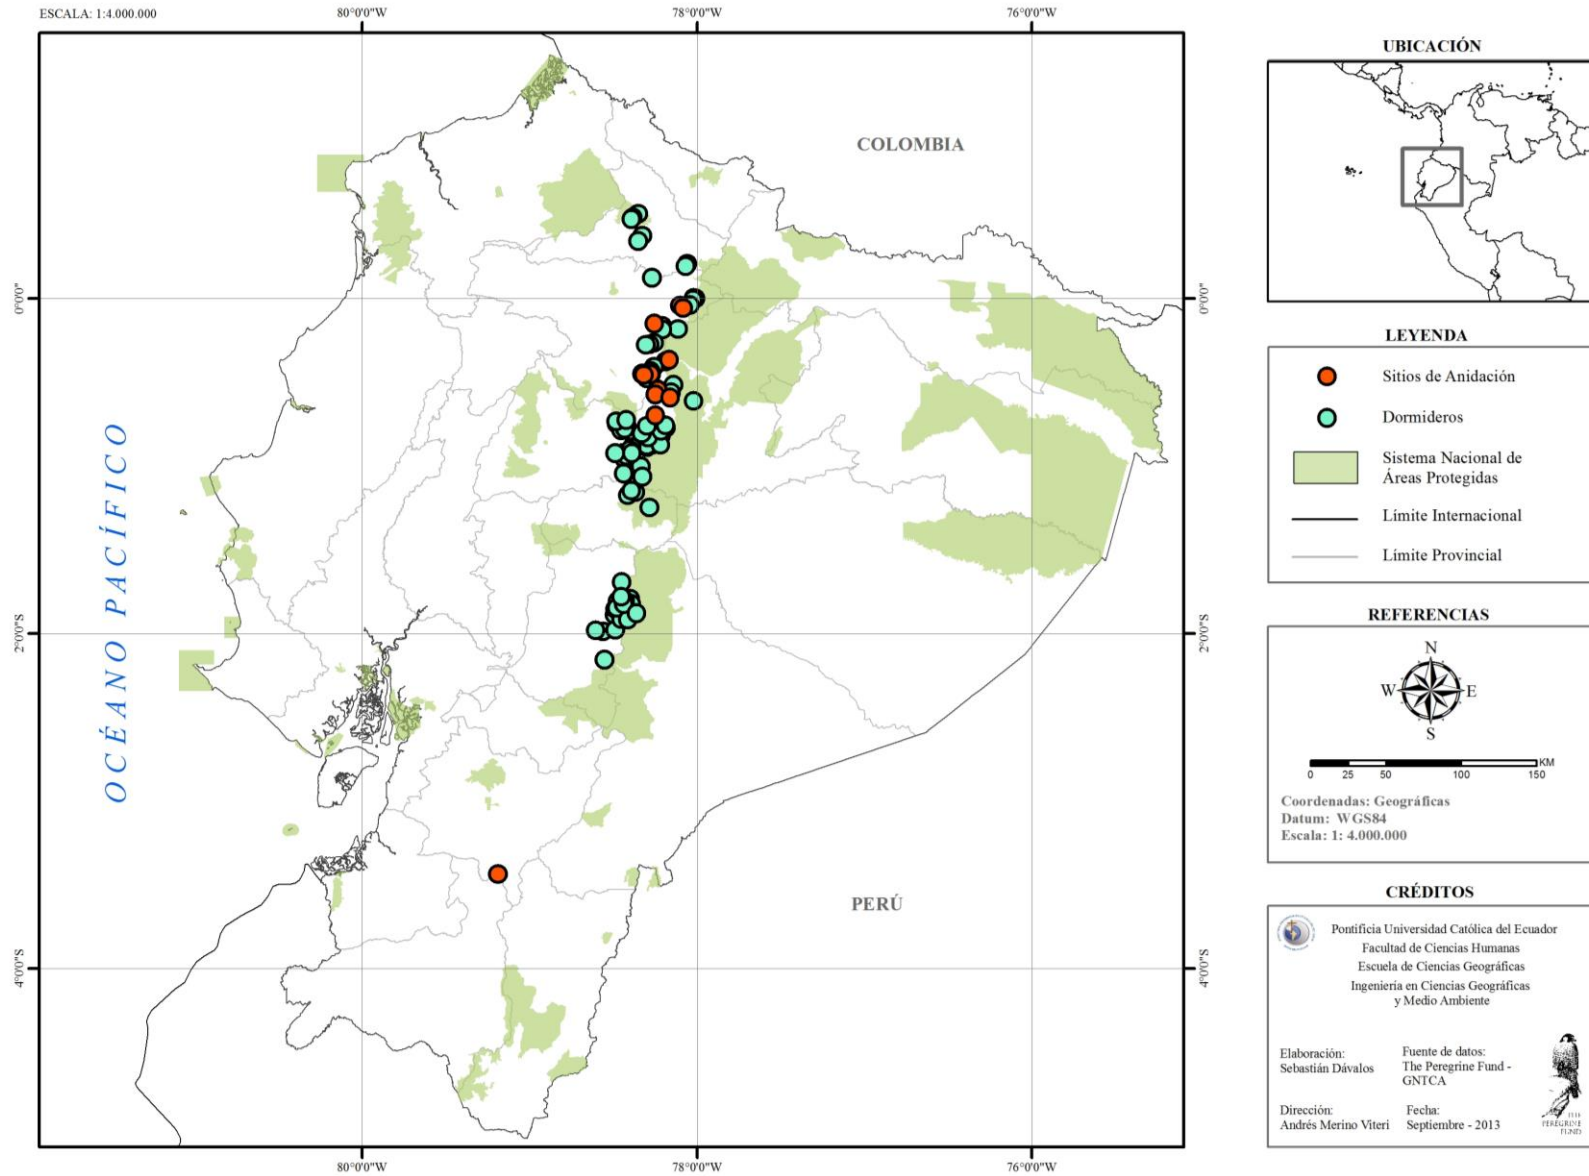 ESCALA: 1:4.000.000
80°0'0"W
78°0'0"W
76°0'0"W
COLOMBIA
0°0'0"
0°0'0"
OCÉANO PACÍFICO
2°0'0"S
2°0'0"S
PERÚ
4°0'0"S
4°0'0"S
80°0'0"W
78°0'0"W
76°0'0"W
UBICACIÓN
LEYENDA
Sitios de Anidación
Dormideros
Sistema Nacional de
Áreas Protegidas
Límite Internacional
Límite Provincial
REFERENCIAS
N
W
E
S
KM
0 25 50 100 150
Coordenadas: Geográficas
Datum: WGS84
Escala: 1: 4.000.000
CRÉDITOS
Pontificia Universidad Católica del Ecuador
Facultad de Ciencias Humanas
Escuela de Ciencias Geográficas
Ingeniería en Ciencias Geográficas
y Medio Ambiente
Elaboración:
Sebastián Dávalos
Fuente de datos:
The Peregrine Fund -
GNTCA
Dirección:
Andrés Merino Viteri
Fecha:
Septiembre - 2013
THE
PEREGRINE
FUND